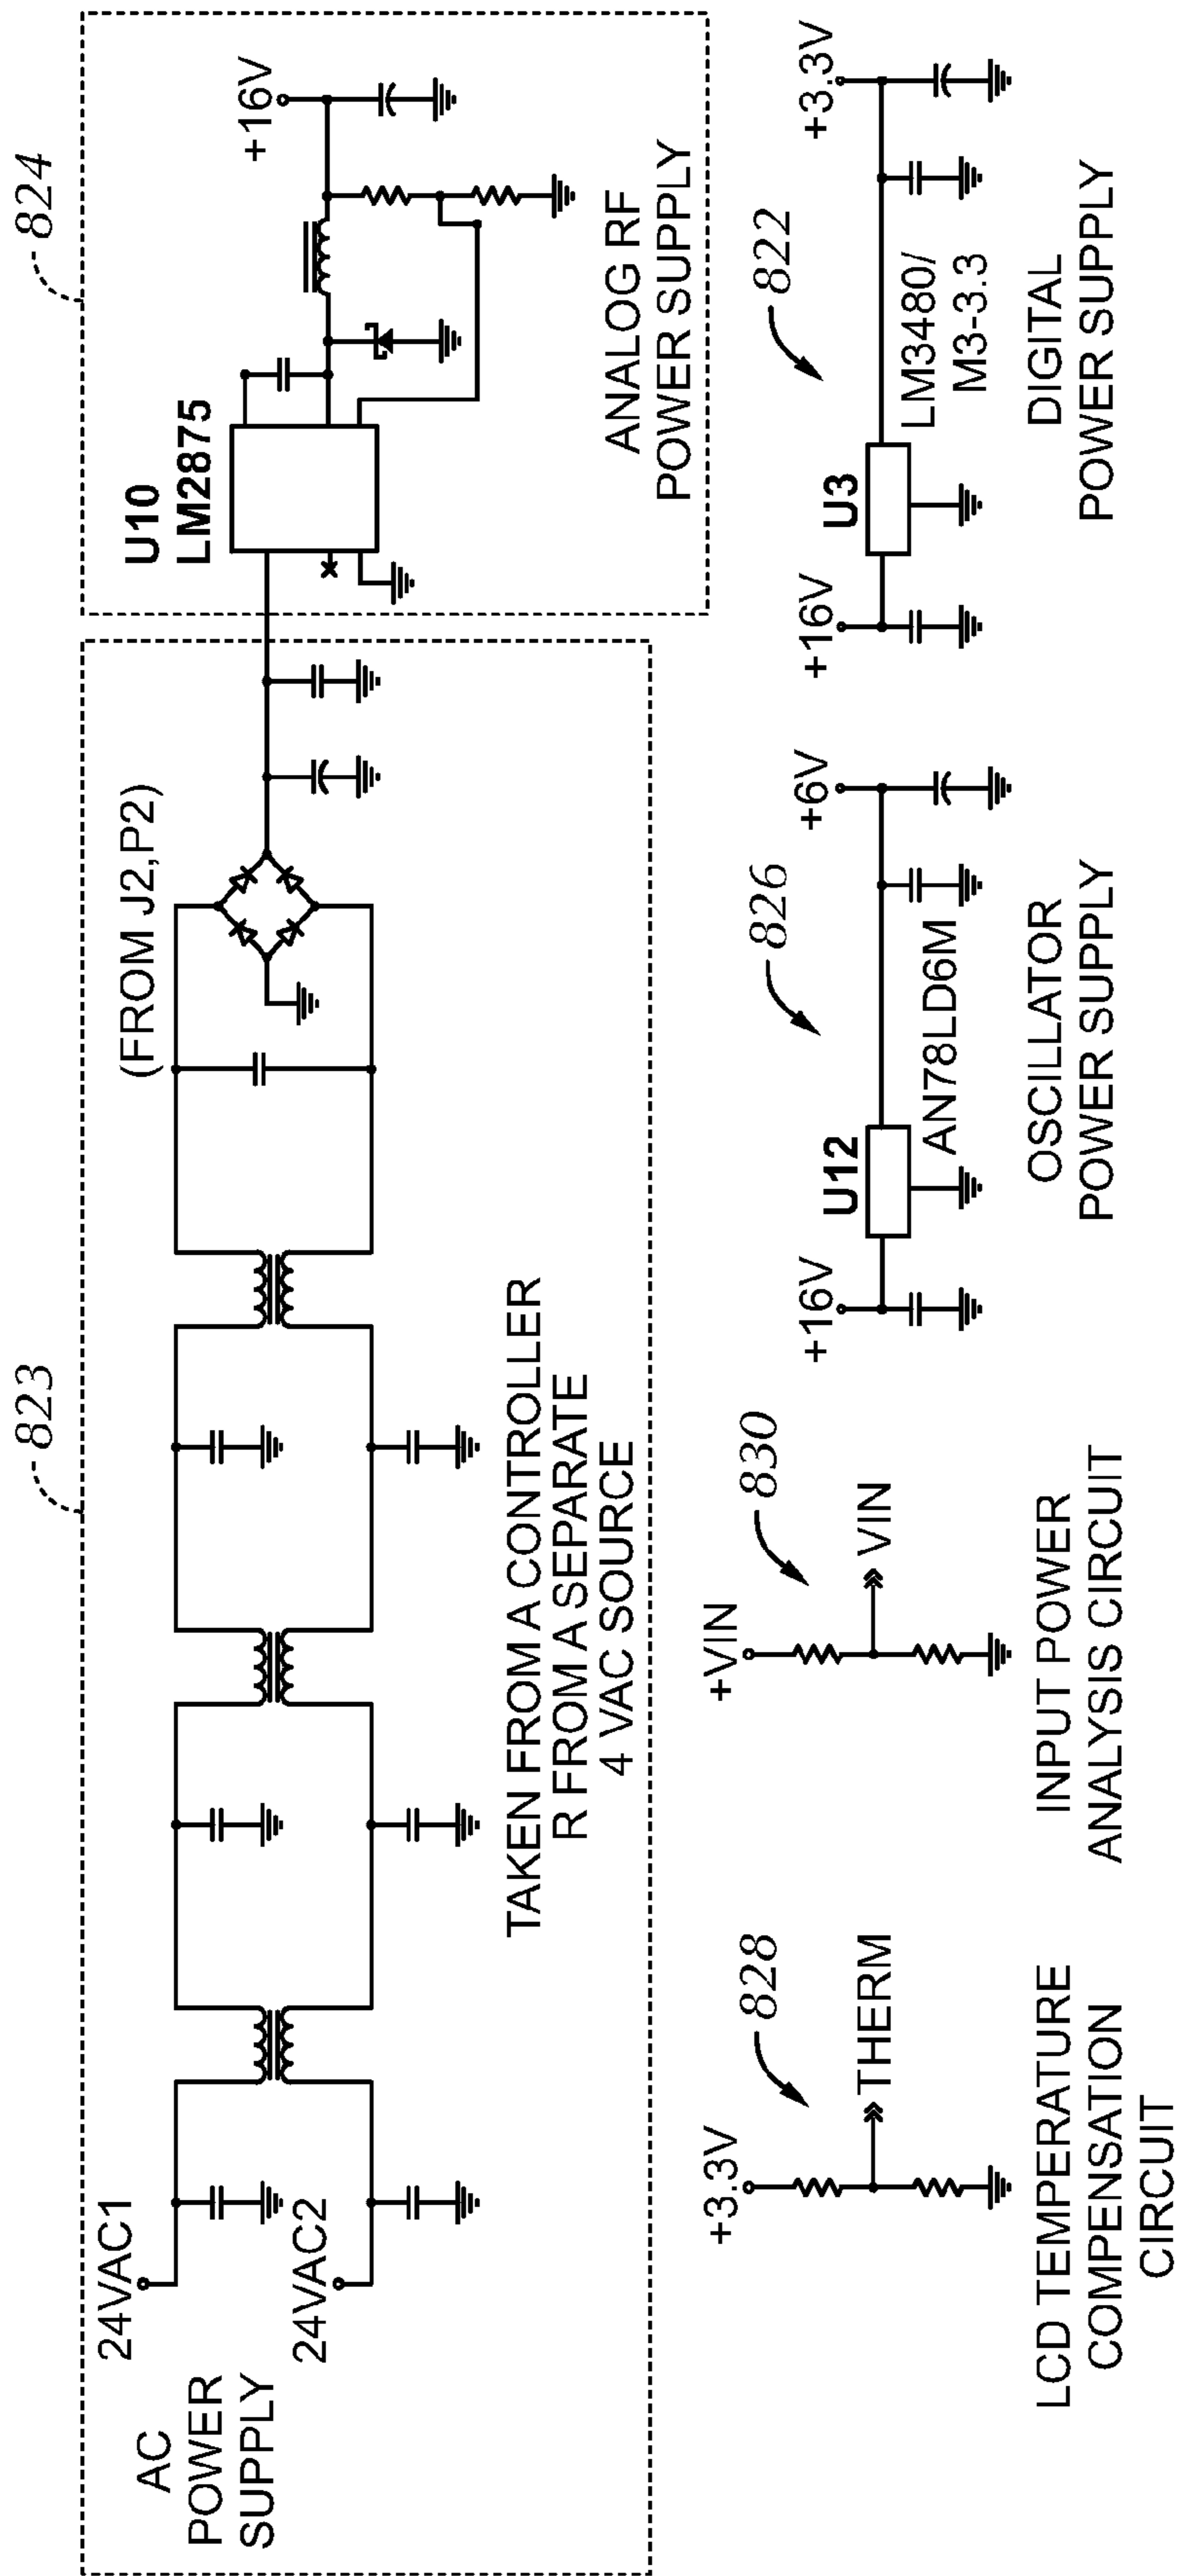 823
824
AC
POWER
SUPPLY
24VAC1
24VAC2
(FROM J2,P2)
TAKEN FROM A CONTROLLER
R FROM A SEPARATE
4 VAC SOURCE
U10
LM2875
+16V
ANALOG RF
POWER SUPPLY
828
+3.3V
THERM
LCD TEMPERATURE
COMPENSATION
CIRCUIT
830
+VIN
VIN
INPUT POWER
ANALYSIS CIRCUIT
826
+16V
U12
+6V
AN78LD6M
OSCILLATOR
POWER SUPPLY
822
+16V
U3
+3.3V
LM3480/
M3-3.3
DIGITAL
POWER SUPPLY